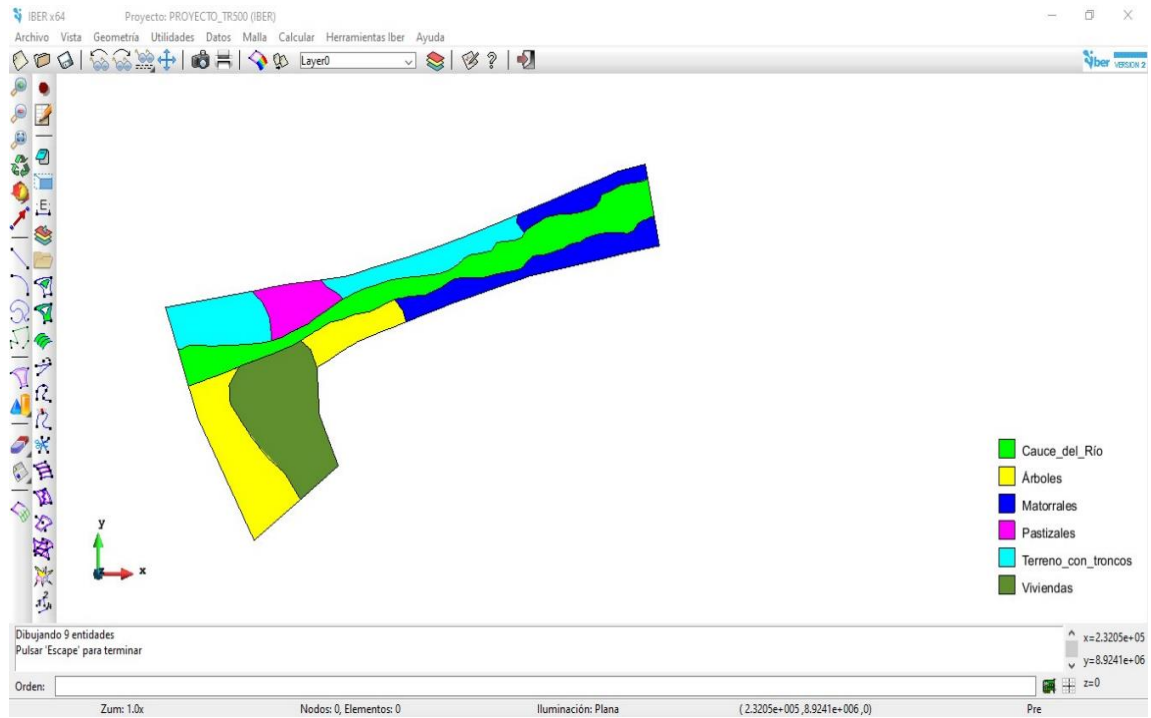 IBER x64 Proyecto: PROYECTO_TR500 (IBER)
Archivo Vista Geometría Utilidades Datos Malla Calcular Herramientas Iber Ayuda
Layer0
Iber VERSION 2
E
Cauce_del_Río
Árboles
Matorrales
Pastizales
Terreno_con_troncos
Viviendas
y
x
Dibujando 9 entidades
Pulsar 'Escape' para terminar
x=2.3205e+05
y=8.9241e+06
z=0
Orden:
Zum: 1.0x Nodos: 0, Elementos: 0 Iluminación: Plana (2.3205e+005,8.9241e+006,0) Pre